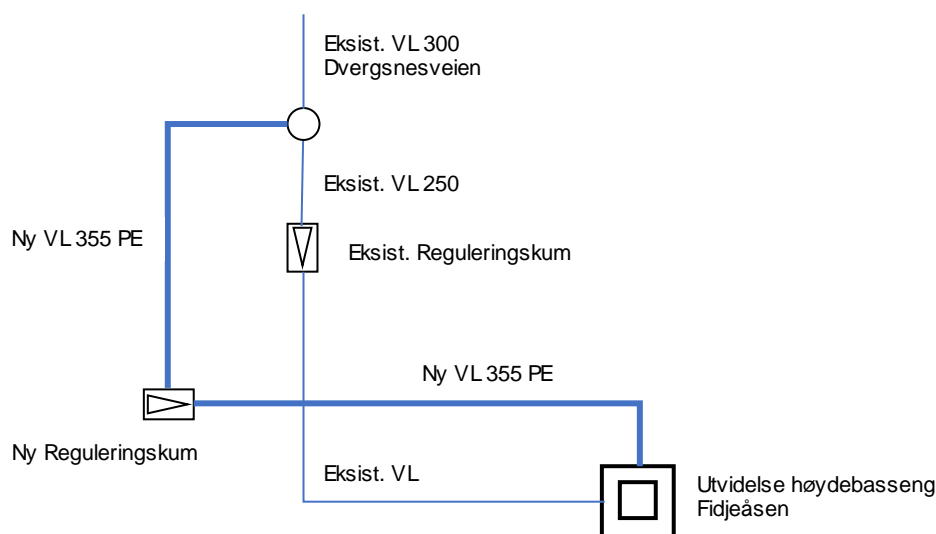 Eksist. VL 300
Dvergsnesveien
Eksist. VL 250
Ny VL 355 PE
Eksist. Reguleringskum
Ny VL 355 PE
Ny Reguleringskum
Eksist. VL
Utvidelse høydebasseng
Fidjeåsen